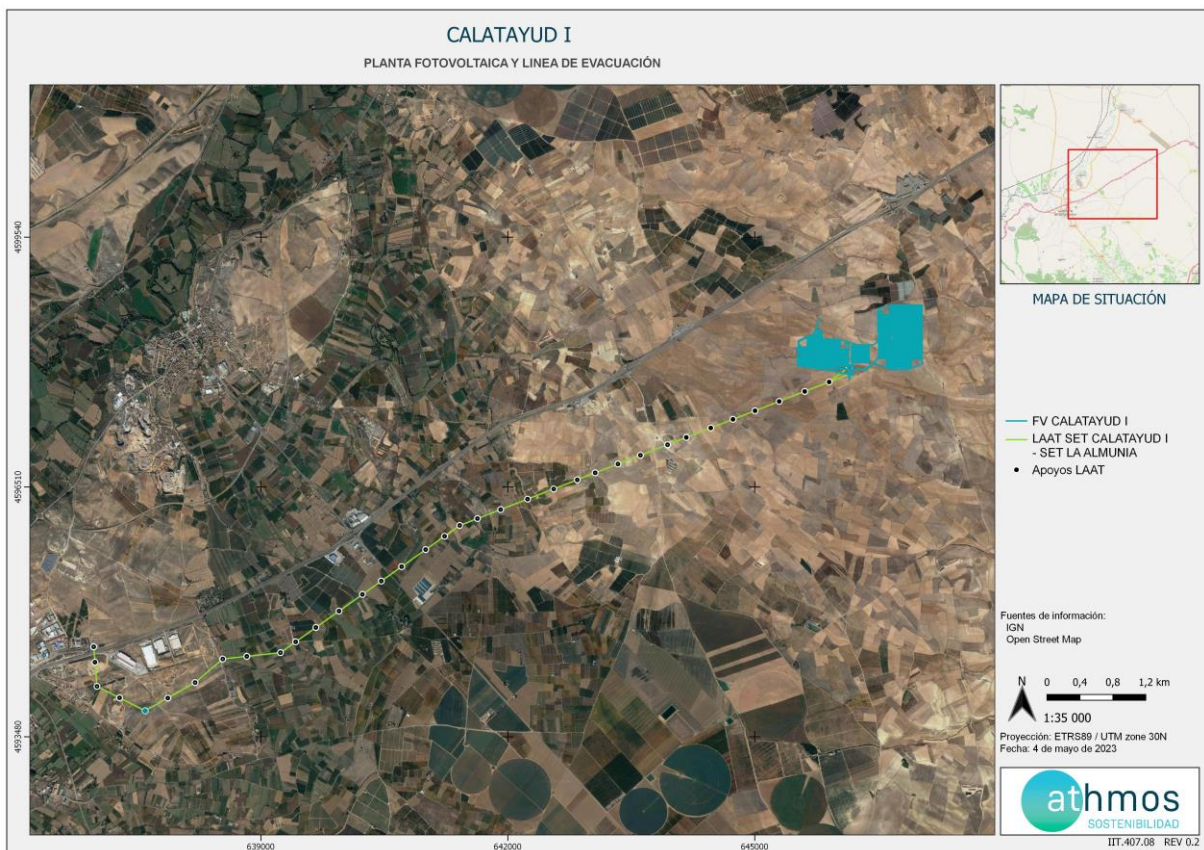 CALATAYUD I
PLANTA FOTOVOLTAICA Y LINEA DE EVACUACIÓN
4599540
4596510
4593480
639000
642000
645000
MAPA DE SITUACIÓN
FV CALATAYUD I
LAAT SET CALATAYUD I
- SET LA ALMUNIA
Apoyos LAAT
Fuentes de información:
IGN
Open Street Map
N
0 0,4 0,8 1,2 km
1:35 000
Proyección: ETRS89 / UTM zone 30N
Fecha: 4 de mayo de 2023
athmos
SOSTENIBILIDAD
IIT.407.08 REV 0.2